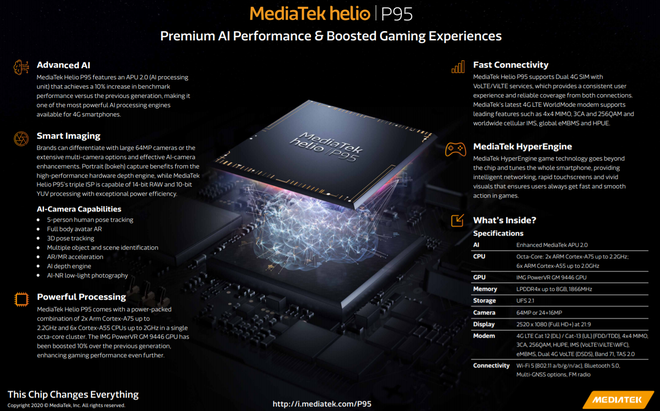 MediaTek helio | P95
Premium AI Performance & Boosted Gaming Experiences
Advanced AI
MediaTek Helio P95 features an APU 2.0 (AI processing
unit) that achieves a 10% increase in benchmark
performance versus the previous generation, making it
one of the most powerful AI processing engines
available for 4G smartphones.
Smart Imaging
Brands can differentiate with large 64MP cameras or the
extensive multi-camera options and effective AI-camera
enhancements. Portrait (bokeh) capture benefits from the
high-performance hardware depth engine, while MediaTek
Helio P95's triple ISP is capable of 14-bit RAW and 10-bit
YUV processing with exceptional power efficiency.
AI-Camera Capabilities
• 5-person human pose tracking
• Full body avatar AR
• 3D pose tracking
• Multiple object and scene identification
• AR/MR acceleration
• AI depth engine
• AI-NR low-light photography
Powerful Processing
MediaTek Helio P95 comes with a power-packed
combination of 2x Arm Cortex-A75 up to
2.2GHz and 6x Cortex-A55 CPUs up to 2GHz in a single
octa-core cluster. The IMG PowerVR GM 9446 GPU has
been boosted 10% over the previous generation,
enhancing gaming performance even further.
MediaTek
helio P95
Fast Connectivity
MediaTek Helio P95 supports Dual 4G SIM with
VoLTE/ViLTE services, which provides a consistent user
experience and reliable coverage from both connections.
MediaTek's latest 4G LTE WorldMode modem supports
leading features such as 4x4 MIMO, 3CA and 256QAM and
worldwide cellular IMS, global eMBMS and HPUE.
MediaTek HyperEngine
MediaTek HyperEngine game technology goes beyond
the chip and tunes the whole smartphone, providing
intelligent networking, rapid touchscreens and vivid
visuals that ensures users always get fast and smooth
action in games.
What's Inside?
Specifications
AI Enhanced MediaTek APU 2.0
CPU Octa-Core: 2x ARM Cortex-A75 up to 2.2GHz;
6x ARM Cortex-A55 up to 2.0GHz
GPU IMG PowerVR GM 9446 GPU
Memory LPDDR4x up to 8GB, 1866MHz
Storage UFS 2.1
Camera 64MP or 24+16MP
Display 2520 x 1080 (Full HD+) at 21:9
Modem 4G LTE Cat 12 (DL) / Cat-13 (UL) (FDD/TDD), 4x4 MIMO,
3CA, 256QAM, HUPE, IMS (VoLTE\ViLTE\WFC),
eMBMS, Dual 4G VoLTE (DSDS), Band 71, TAS 2.0
Connectivity Wi-Fi 5 (802.11 a/b/g/n/ac), Bluetooth 5.0,
Multi-GNSS options, FM radio
This Chip Changes Everything
Copyright 2020 © MediaTek, Inc. All rights reserved.
http://i.mediatek.com/P95
MEDIATEK